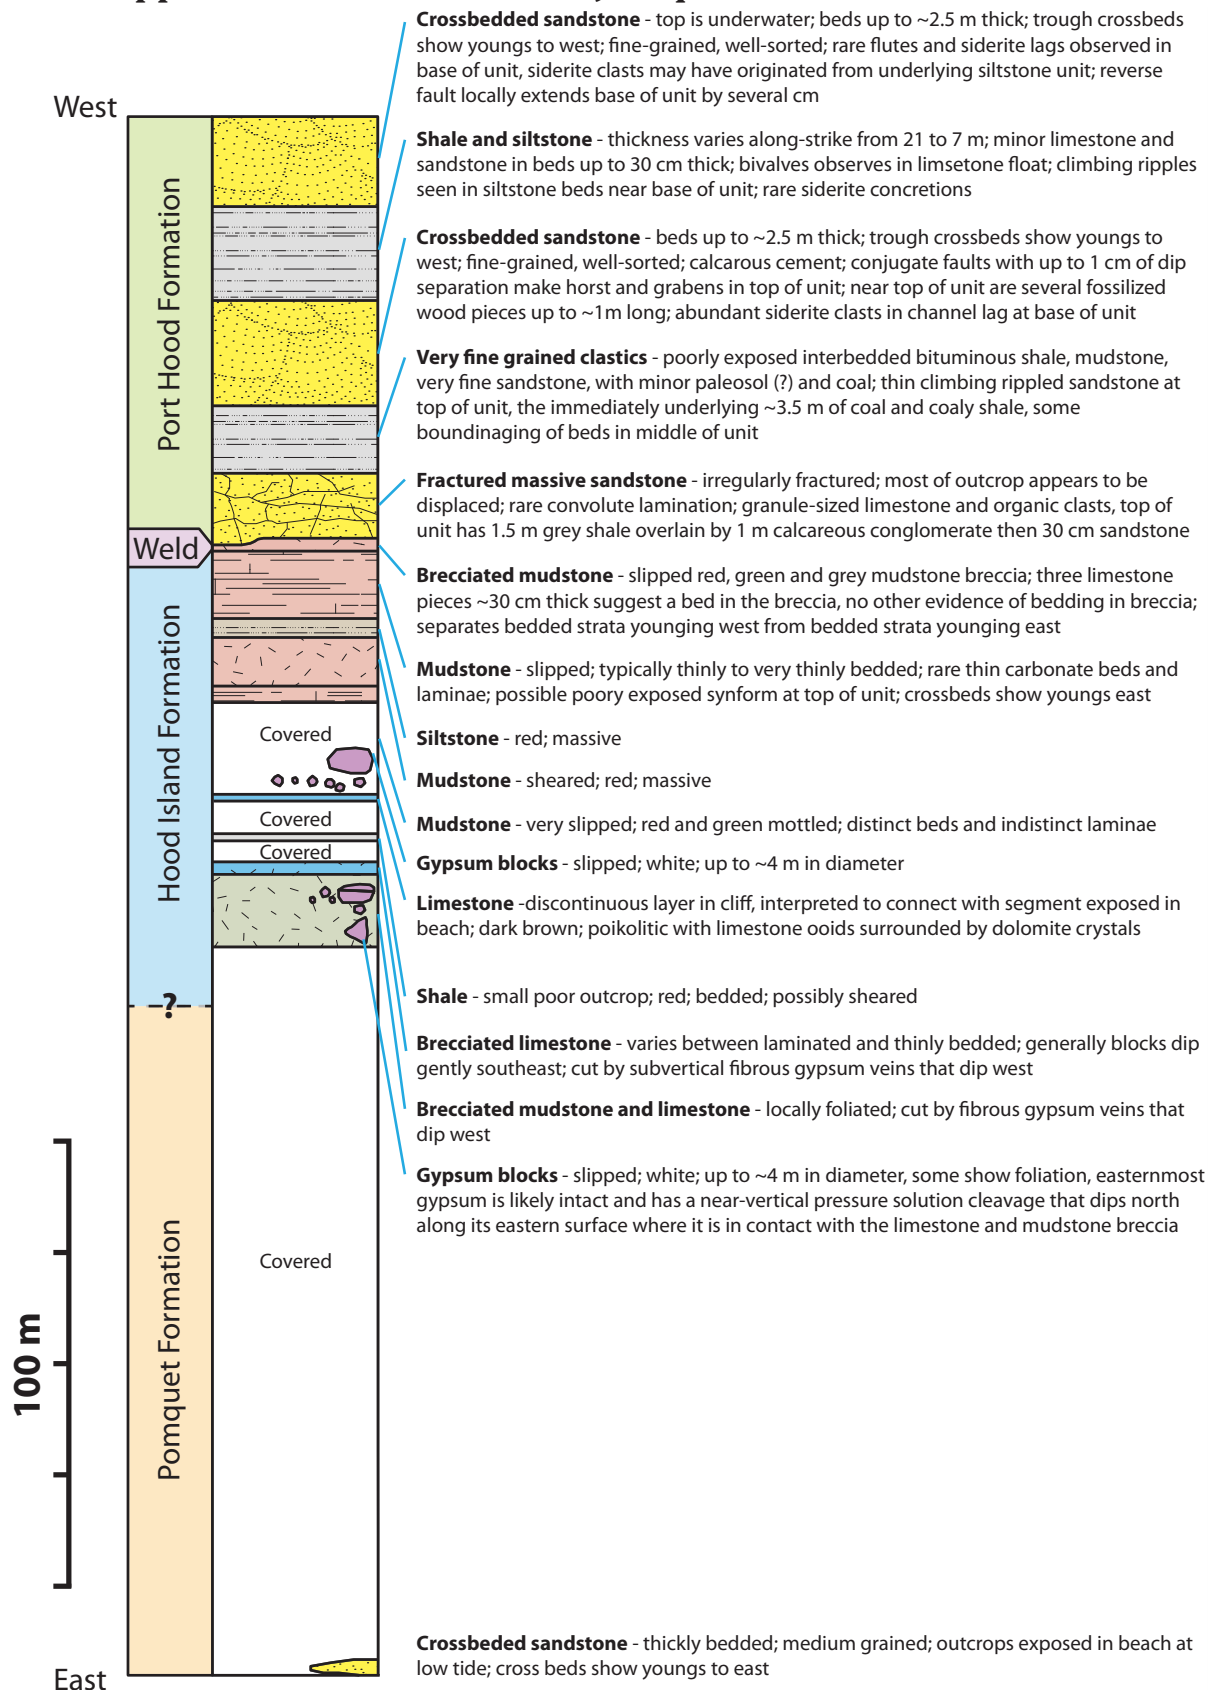 Crossbedded sandstone - top is underwater; beds up to ~2.5 m thick; trough crossbeds
show youngs to west; fine-grained, well-sorted; rare flutes and siderite lags observed in
base of unit, siderite clasts may have originated from underlying siltstone unit; reverse
fault locally extends base of unit by several cm
West
Shale and siltstone - thickness varies along-strike from 21 to 7 m; minor limestone and
sandstone in beds up to 30 cm thick; bivalves observes in limsetone float; climbing ripples
seen in siltstone beds near base of unit; rare siderite concretions
Port Hood Formation
Crossbedded sandstone - beds up to ~2.5 m thick; trough crossbeds show youngs to
west; fine-grained, well-sorted; calcarous cement; conjugate faults with up to 1 cm of dip
separation make horst and grabens in top of unit; near top of unit are several fossilized
wood pieces up to ~1m long; abundant siderite clasts in channel lag at base of unit
Very fine grained clastics - poorly exposed interbedded bituminous shale, mudstone,
very fine sandstone, with minor paleosol (?) and coal; thin climbing rippled sandstone at
top of unit, the immediately underlying ~3.5 m of coal and coaly shale, some
boundinaging of beds in middle of unit
Fractured massive sandstone - irregularly fractured; most of outcrop appears to be
displaced; rare convolute lamination; granule-sized limestone and organic clasts, top of
unit has 1.5 m grey shale overlain by 1 m calcareous conglomerate then 30 cm sandstone
Weld
Brecciated mudstone - slipped red, green and grey mudstone breccia; three limestone
pieces ~30 cm thick suggest a bed in the breccia, no other evidence of bedding in breccia;
separates bedded strata younging west from bedded strata younging east
Hood Island Formation
Mudstone - slipped; typically thinly to very thinly bedded; rare thin carbonate beds and
laminae; possible poory exposed synform at top of unit; crossbeds show youngs east
Covered
Siltstone - red; massive
Mudstone - sheared; red; massive
Covered
Mudstone - very slipped; red and green mottled; distinct beds and indistinct laminae
Covered
Gypsum blocks - slipped; white; up to ~4 m in diameter
Limestone -discontinuous layer in cliff, interpreted to connect with segment exposed in
beach; dark brown; poikolitic with limestone ooids surrounded by dolomite crystals
?
Shale - small poor outcrop; red; bedded; possibly sheared
Brecciated limestone - varies between laminated and thinly bedded; generally blocks dip
gently southeast; cut by subvertical fibrous gypsum veins that dip west
Brecciated mudstone and limestone - locally foliated; cut by fibrous gypsum veins that
dip west
Gypsum blocks - slipped; white; up to ~4 m in diameter, some show foliation, easternmost
gypsum is likely intact and has a near-vertical pressure solution cleavage that dips north
along its eastern surface where it is in contact with the limestone and mudstone breccia
Pomquet Formation
Covered
100 m
Crossbeded sandstone - thickly bedded; medium grained; outcrops exposed in beach at
low tide; cross beds show youngs to east
East